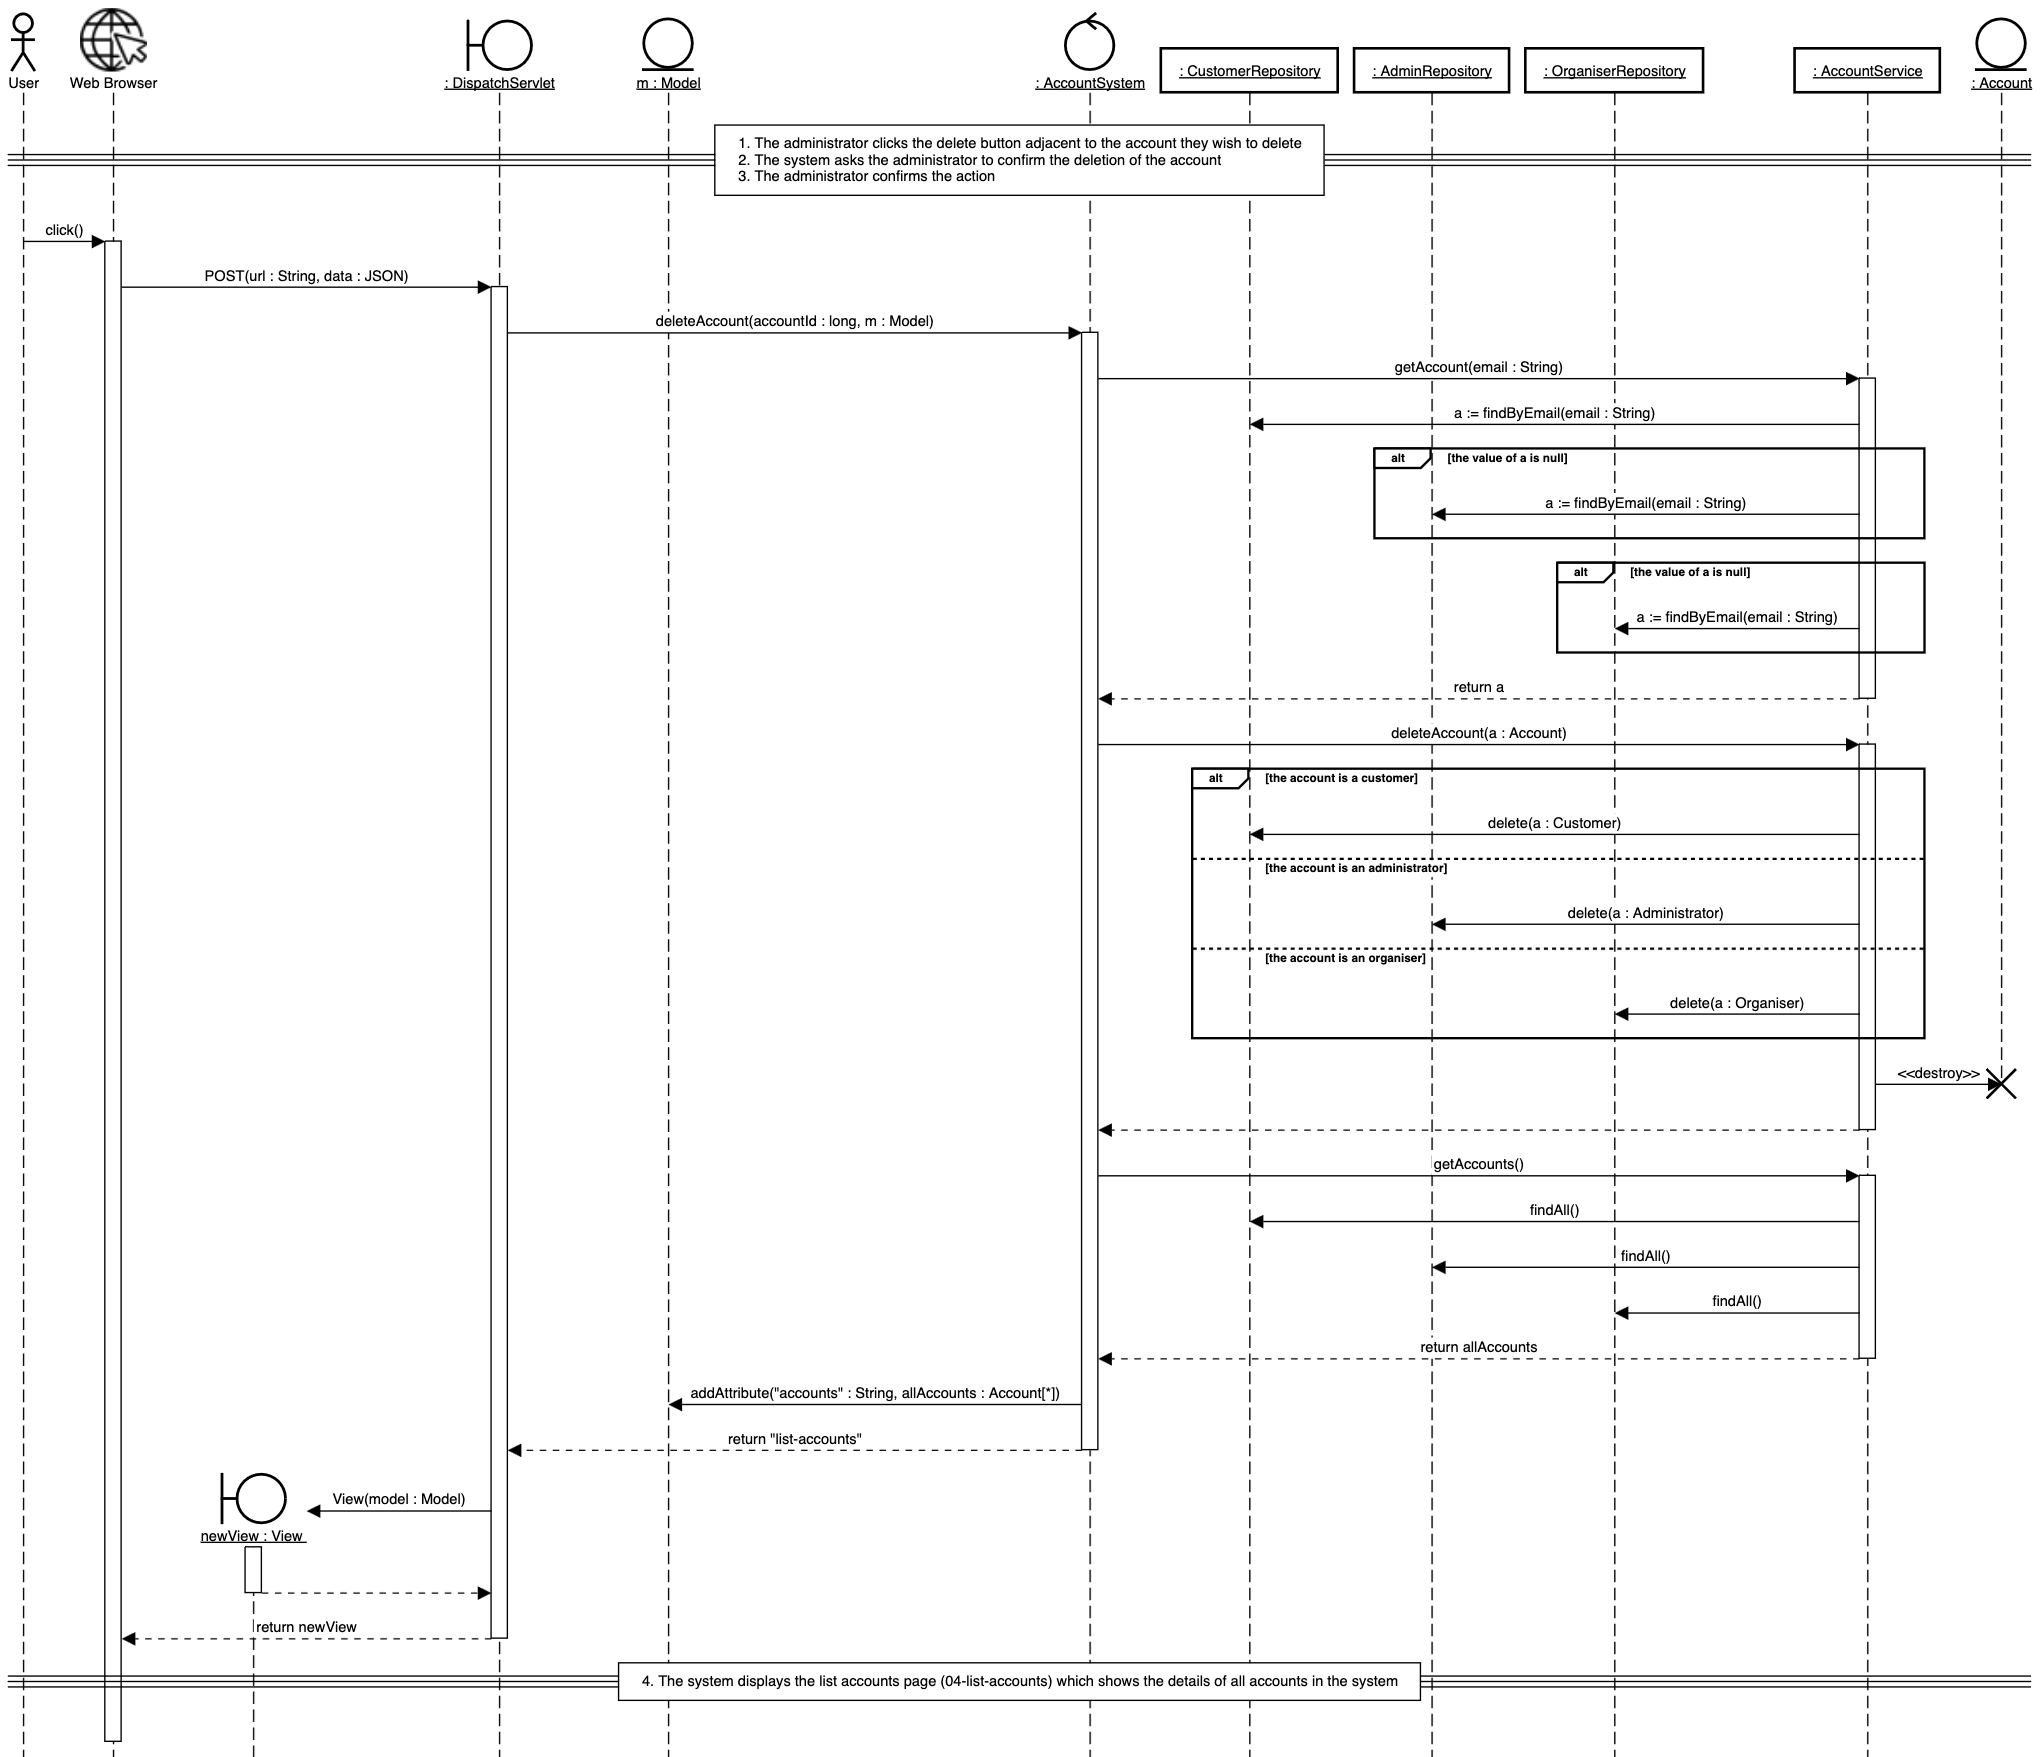 User
Web Browser
: DispatchServlet
m : Model
: AccountSystem
: CustomerRepository
: AdminRepository
: OrganiserRepository
: AccountService
: Account
1. The administrator clicks the delete button adjacent to the account they wish to delete
2. The system asks the administrator to confirm the deletion of the account
3. The administrator confirms the action
click()
POST(url : String, data : JSON)
deleteAccount(accountId : long, m : Model)
getAccount(email : String)
a := findByEmail(email : String)
alt [the value of a is null]
a := findByEmail(email : String)
alt [the value of a is null]
a := findByEmail(email : String)
return a
deleteAccount(a : Account)
alt [the account is a customer]
delete(a : Customer)
[the account is an administrator]
delete(a : Administrator)
[the account is an organiser]
delete(a : Organiser)
<<destroy>>
getAccounts()
findAll()
findAll()
findAll()
return allAccounts
addAttribute("accounts" : String, allAccounts : Account[*])
return "list-accounts"
View(model : Model)
newView : View
return newView
4. The system displays the list accounts page (04-list-accounts) which shows the details of all accounts in the system